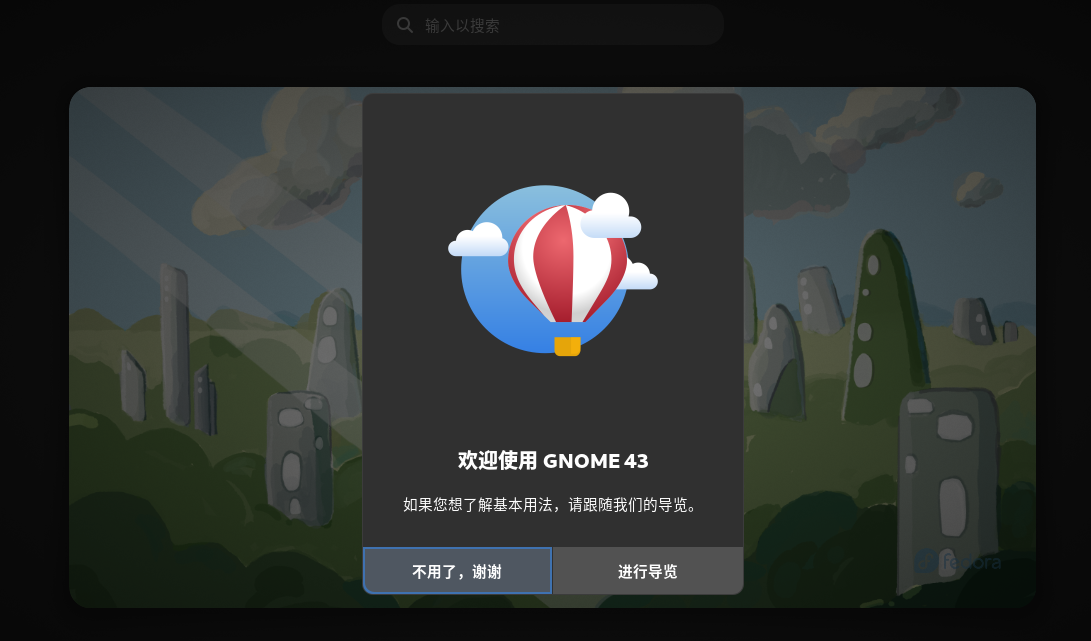 输入以搜索
欢迎使用 GNOME 43
如果您想了解基本用法，请跟随我们的导览。
不用了，谢谢
进行导览
fedora